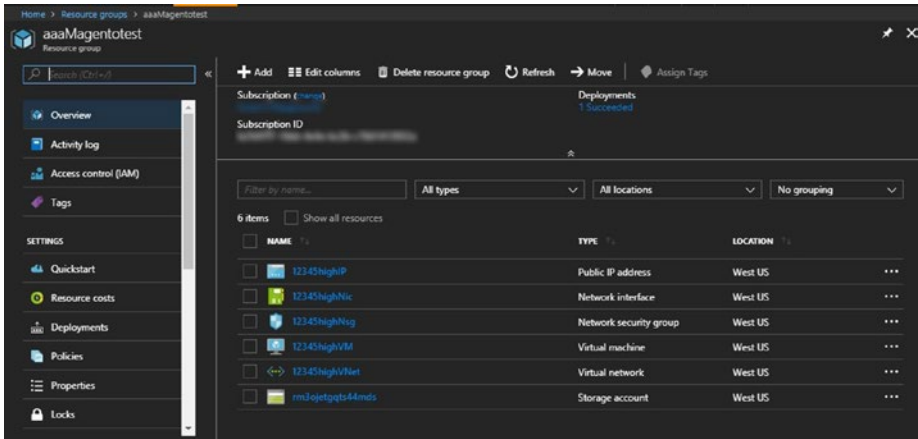 Home > Resource groups > aaaMagentotest
aaaMagentotest
Resource group
Search (Ctrl+/)
Overview
Activity log
Access control (IAM)
Tags
SETTINGS
Quickstart
Resource costs
Deployments
Policies
Properties
Locks
+ Add Edit columns Delete resource group Refresh → Move Assign Tags
Subscription (change) Deployments
1 Succeeded
Subscription ID
Filter by name... All types All locations No grouping
6 items Show all resources
NAME TYPE LOCATION
12345highIP Public IP address West US ...
12345highNic Network interface West US ...
12345highNsg Network security group West US ...
12345highVM Virtual machine West US ...
12345highVNet Virtual network West US ...
rm3ojetgqts44mds Storage account West US ...